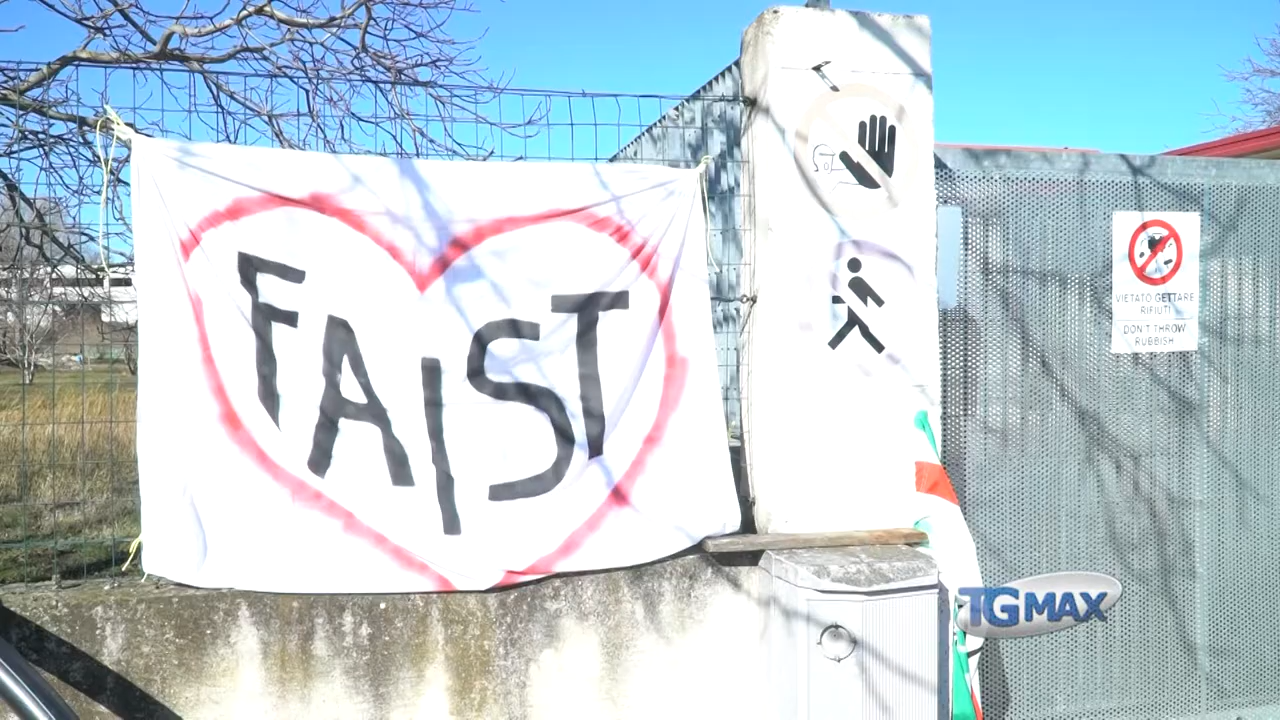 FAIST
VIETATO GETTARE
RIFIUTI
DON'T THROW
RUBBISH
TGMAX